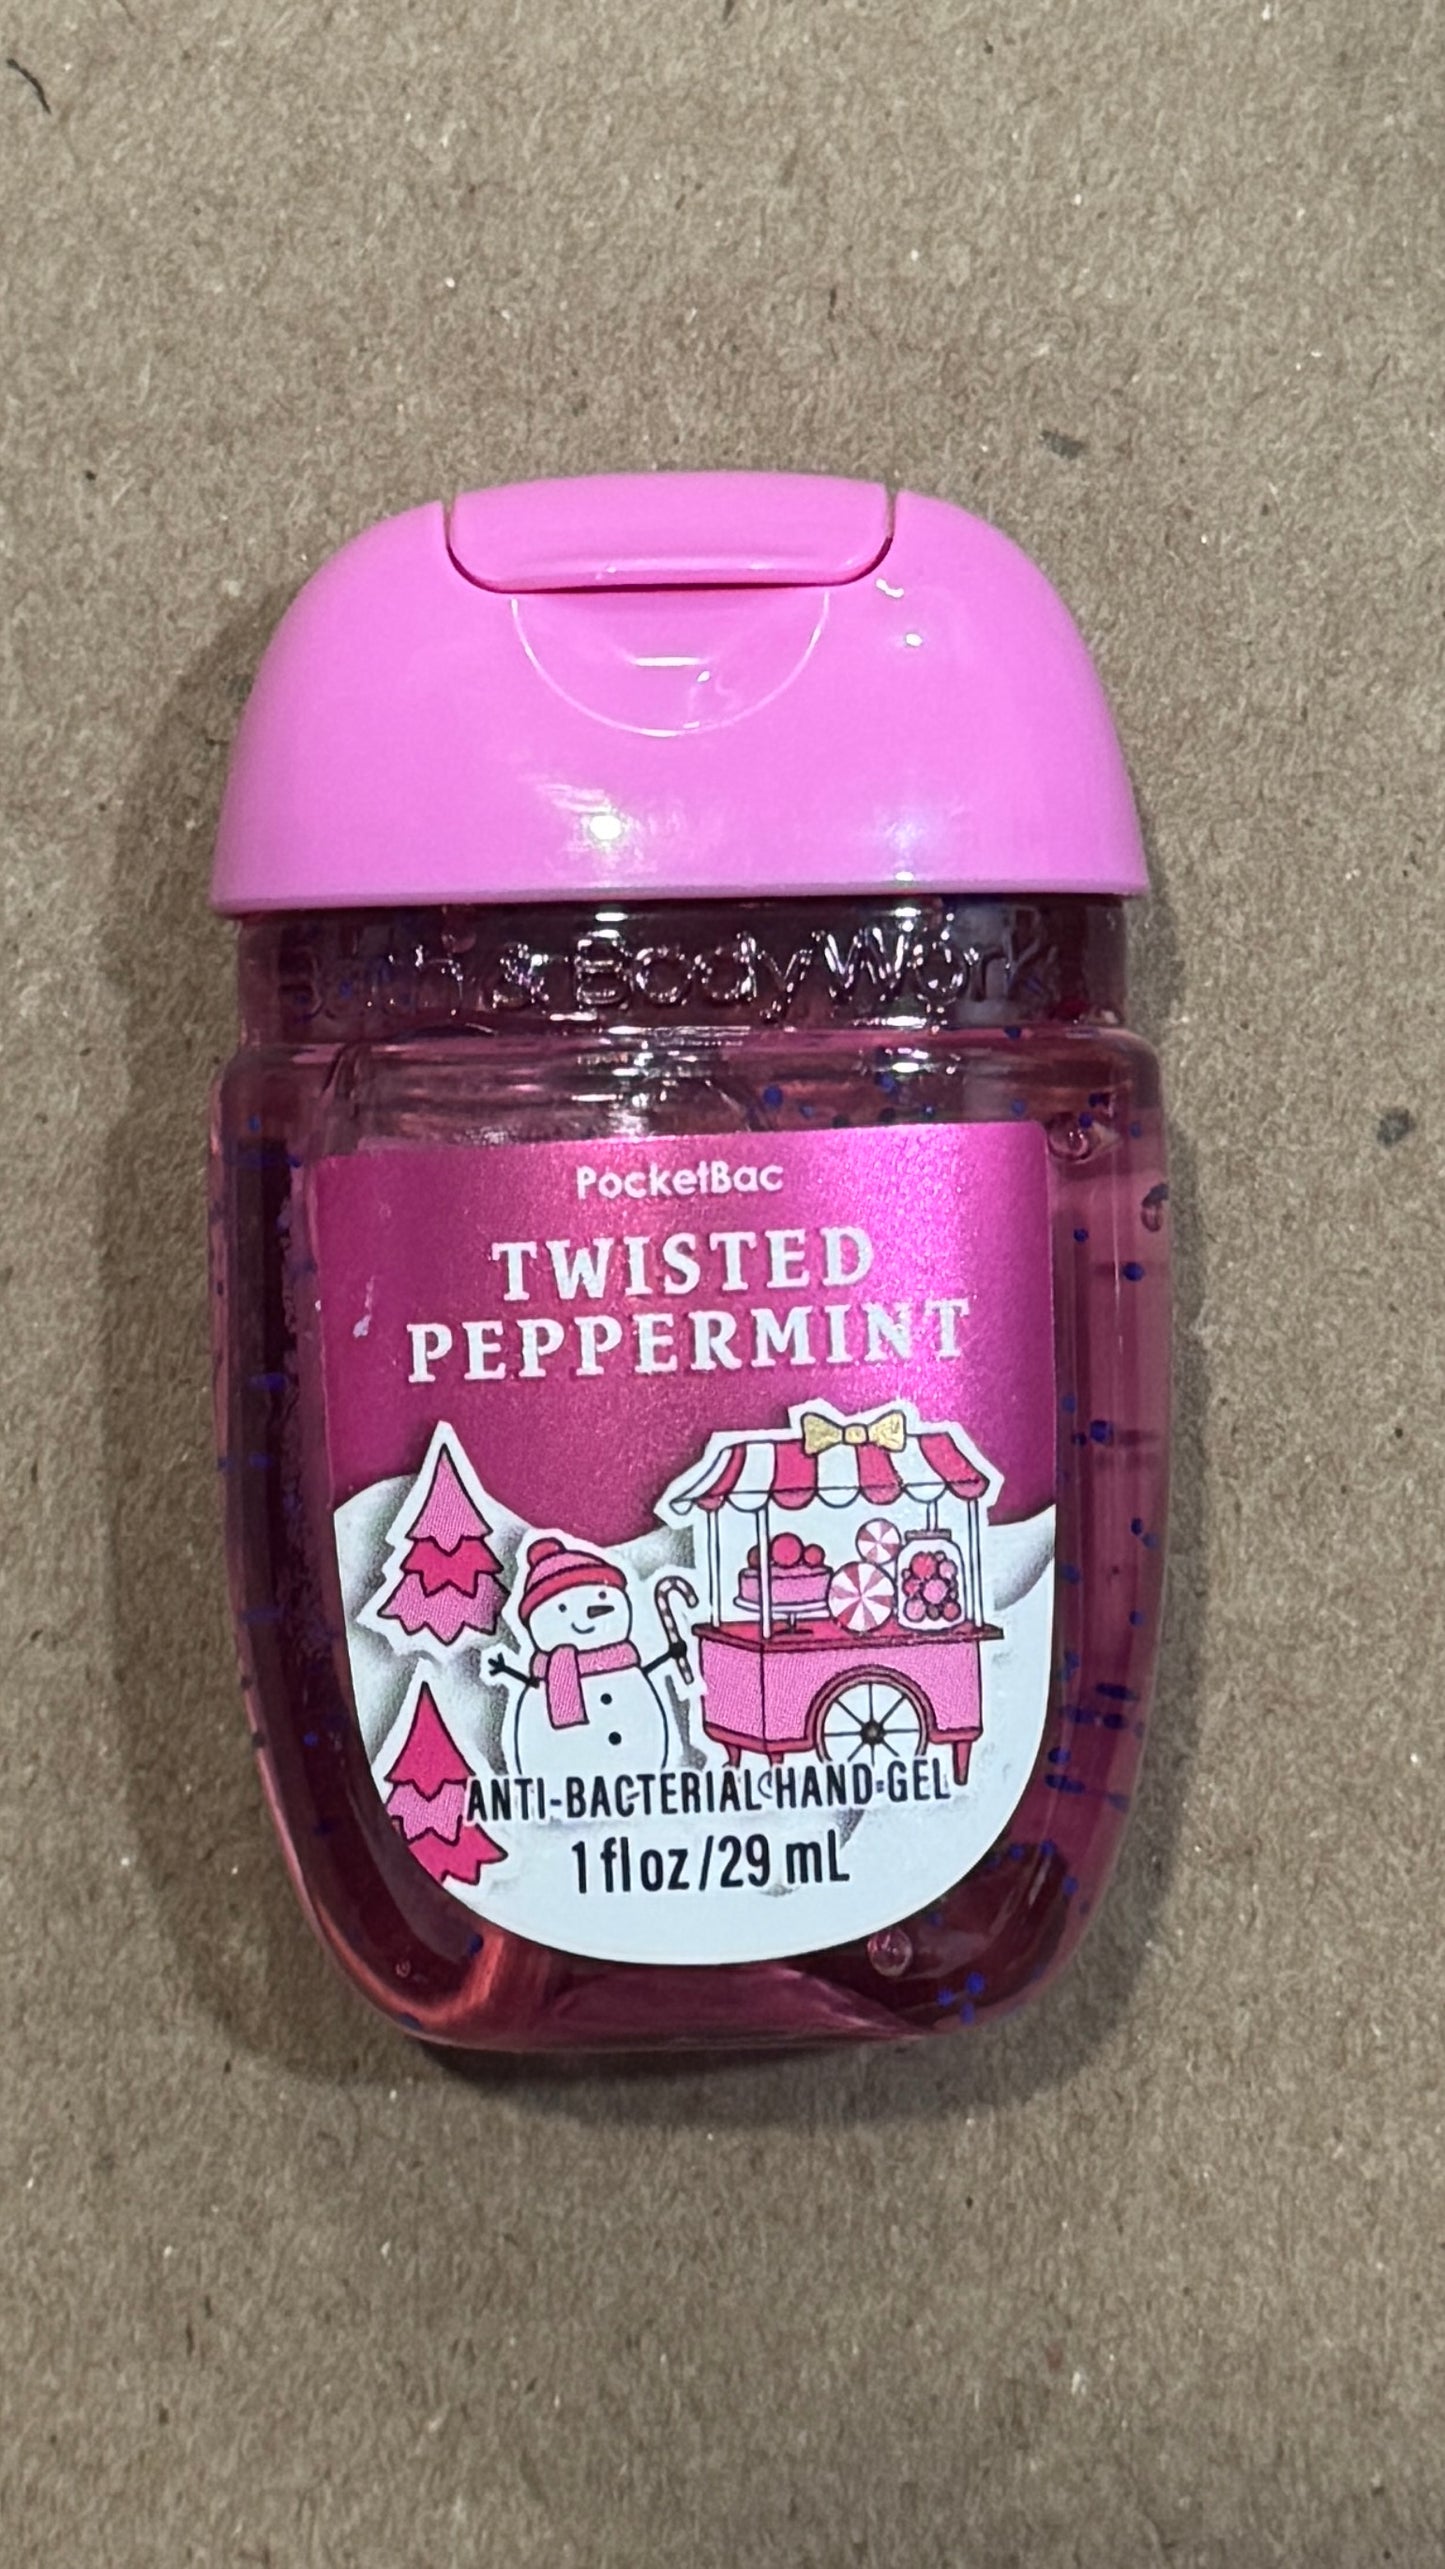 Bath & Body Works
PocketBac
TWISTED
PEPPERMINT
ANTI-BACTERIAL HAND GEL
1 fl oz / 29 mL